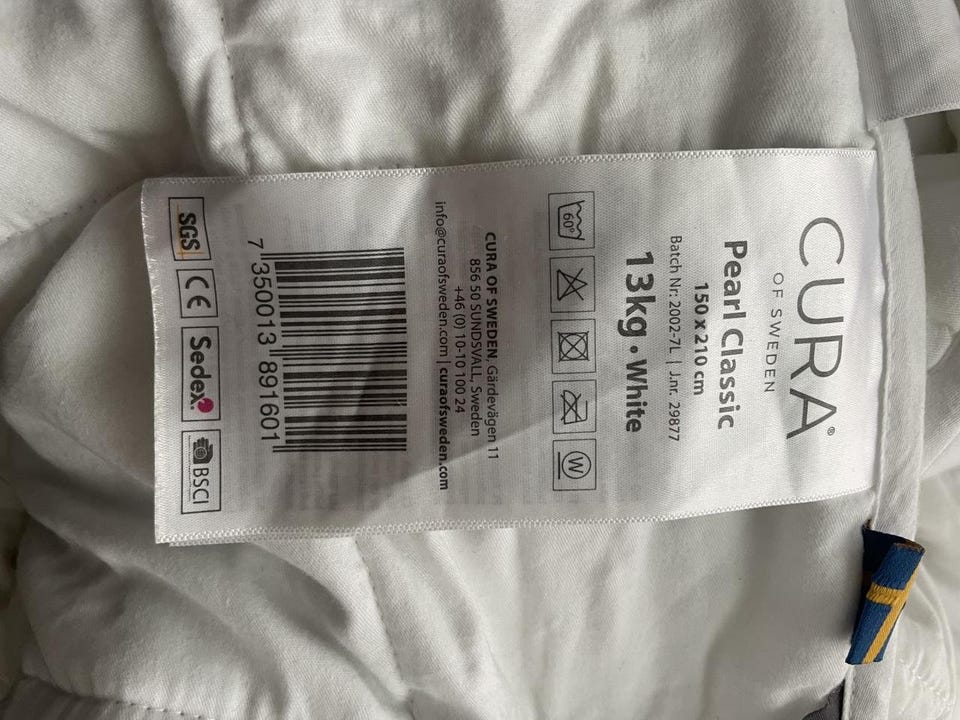 CURA®
OF SWEDEN
Pearl Classic
150 x 210 cm
Batch Nr: 2002-7L | J.nr. 29877
13 kg • White
60°
W
CURA OF SWEDEN, Gärdevägen 11
856 50 SUNDSVALL, Sweden
+46 (0) 10-10 100 24
info@curaofsweden.com | curaofsweden.com
7 350013 891601
SGS CE Sedex BSCI